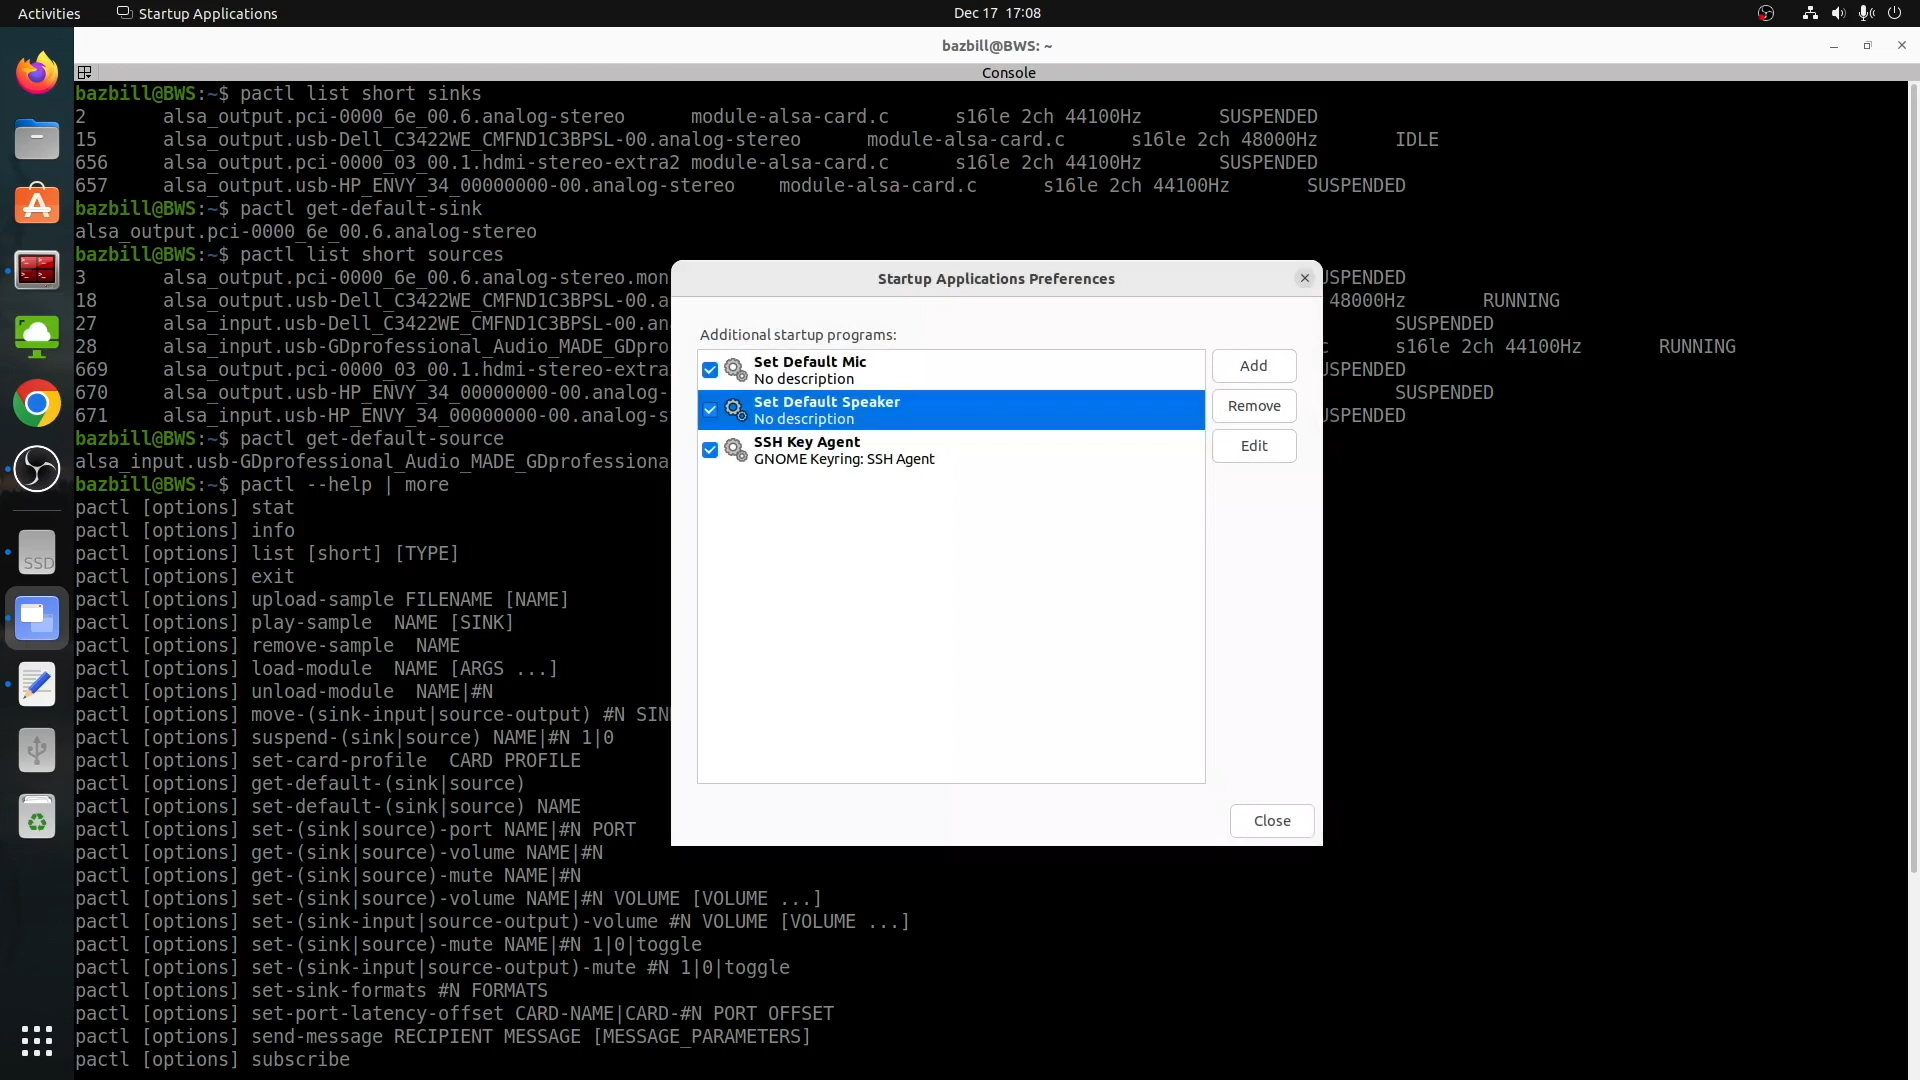 Activities
Startup Applications
Dec 17 17:08
bazbill@BWS: ~
Console
bazbill@BWS:~$ pactl list short sinks
2 alsa_output.pci-0000_6e_00.6.analog-stereo module-alsa-card.c s16le 2ch 44100Hz SUSPENDED
15 alsa_output.usb-Dell_C3422WE_CMFND1C3BPSL-00.analog-stereo module-alsa-card.c s16le 2ch 48000Hz IDLE
656 alsa_output.pci-0000_03_00.1.hdmi-stereo-extra2 module-alsa-card.c s16le 2ch 44100Hz SUSPENDED
657 alsa_output.usb-HP_ENVY_34_00000000-00.analog-stereo module-alsa-card.c s16le 2ch 44100Hz SUSPENDED
bazbill@BWS:~$ pactl get-default-sink
alsa_output.pci-0000_6e_00.6.analog-stereo
bazbill@BWS:~$ pactl list short sources
3 alsa_output.pci-0000_6e_00.6.analog-stereo.mon USPENDED
18 alsa_output.usb-Dell_C3422WE_CMFND1C3BPSL-00.a 48000Hz RUNNING
27 alsa_input.usb-Dell_C3422WE_CMFND1C3BPSL-00.an SUSPENDED
28 alsa_input.usb-GDprofessional_Audio_MADE_GDpro c s16le 2ch 44100Hz RUNNING
669 alsa_output.pci-0000_03_00.1.hdmi-stereo-extra USPENDED
670 alsa_output.usb-HP_ENVY_34_00000000-00.analog- SUSPENDED
671 alsa_input.usb-HP_ENVY_34_00000000-00.analog-s USPENDED
bazbill@BWS:~$ pactl get-default-source
alsa_input.usb-GDprofessional_Audio_MADE_GDprofessiona
bazbill@BWS:~$ pactl --help | more
pactl [options] stat
pactl [options] info
pactl [options] list [short] [TYPE]
pactl [options] exit
pactl [options] upload-sample FILENAME [NAME]
pactl [options] play-sample NAME [SINK]
pactl [options] remove-sample NAME
pactl [options] load-module NAME [ARGS ...]
pactl [options] unload-module NAME|#N
pactl [options] move-(sink-input|source-output) #N SIN
pactl [options] suspend-(sink|source) NAME|#N 1|0
pactl [options] set-card-profile CARD PROFILE
pactl [options] get-default-(sink|source)
pactl [options] set-default-(sink|source) NAME
pactl [options] set-(sink|source)-port NAME|#N PORT
pactl [options] get-(sink|source)-volume NAME|#N
pactl [options] get-(sink|source)-mute NAME|#N
pactl [options] set-(sink|source)-volume NAME|#N VOLUME [VOLUME ...]
pactl [options] set-(sink-input|source-output)-volume #N VOLUME [VOLUME ...]
pactl [options] set-(sink|source)-mute NAME|#N 1|0|toggle
pactl [options] set-(sink-input|source-output)-mute #N 1|0|toggle
pactl [options] set-sink-formats #N FORMATS
pactl [options] set-port-latency-offset CARD-NAME|CARD-#N PORT OFFSET
pactl [options] send-message RECIPIENT MESSAGE [MESSAGE_PARAMETERS]
pactl [options] subscribe
Startup Applications Preferences
Additional startup programs:
Set Default Mic
No description
Set Default Speaker
No description
SSH Key Agent
GNOME Keyring: SSH Agent
Add
Remove
Edit
Close
SSD